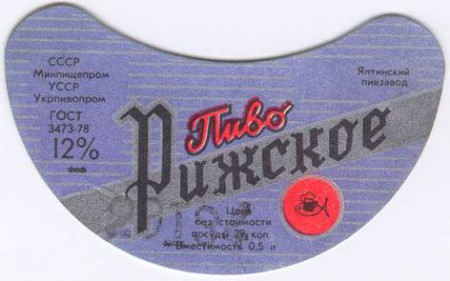 СССР
Минпищепром
УССР
Укрпивопром
ГОСТ
3473-78
12%
Ялтинский
пивзавод
Пиво
Рижское
Цена
без стоимости
посуды 29 коп.
Вместимость 0,5 л